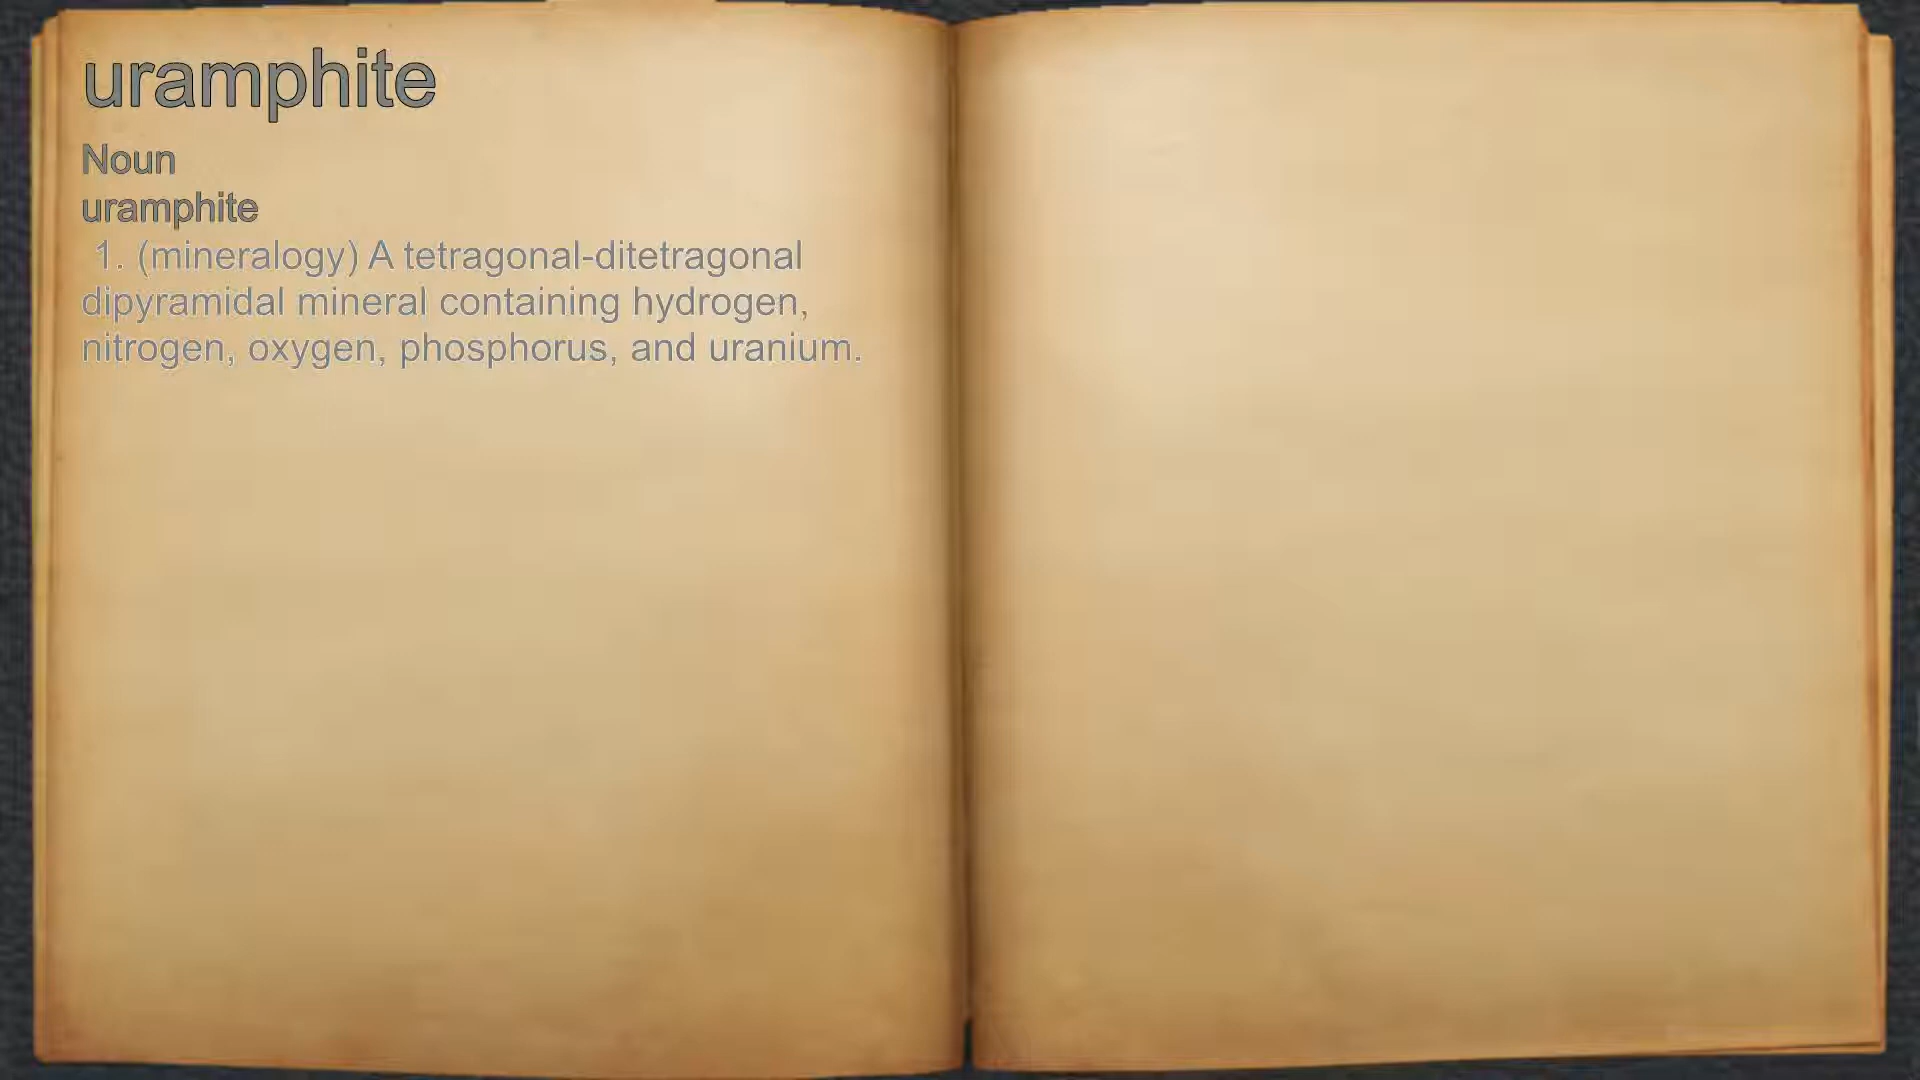 uramphite
Noun
uramphite
1. (mineralogy) A tetragonal-ditetragonal
dipyramidal mineral containing hydrogen,
nitrogen, oxygen, phosphorus, and uranium.